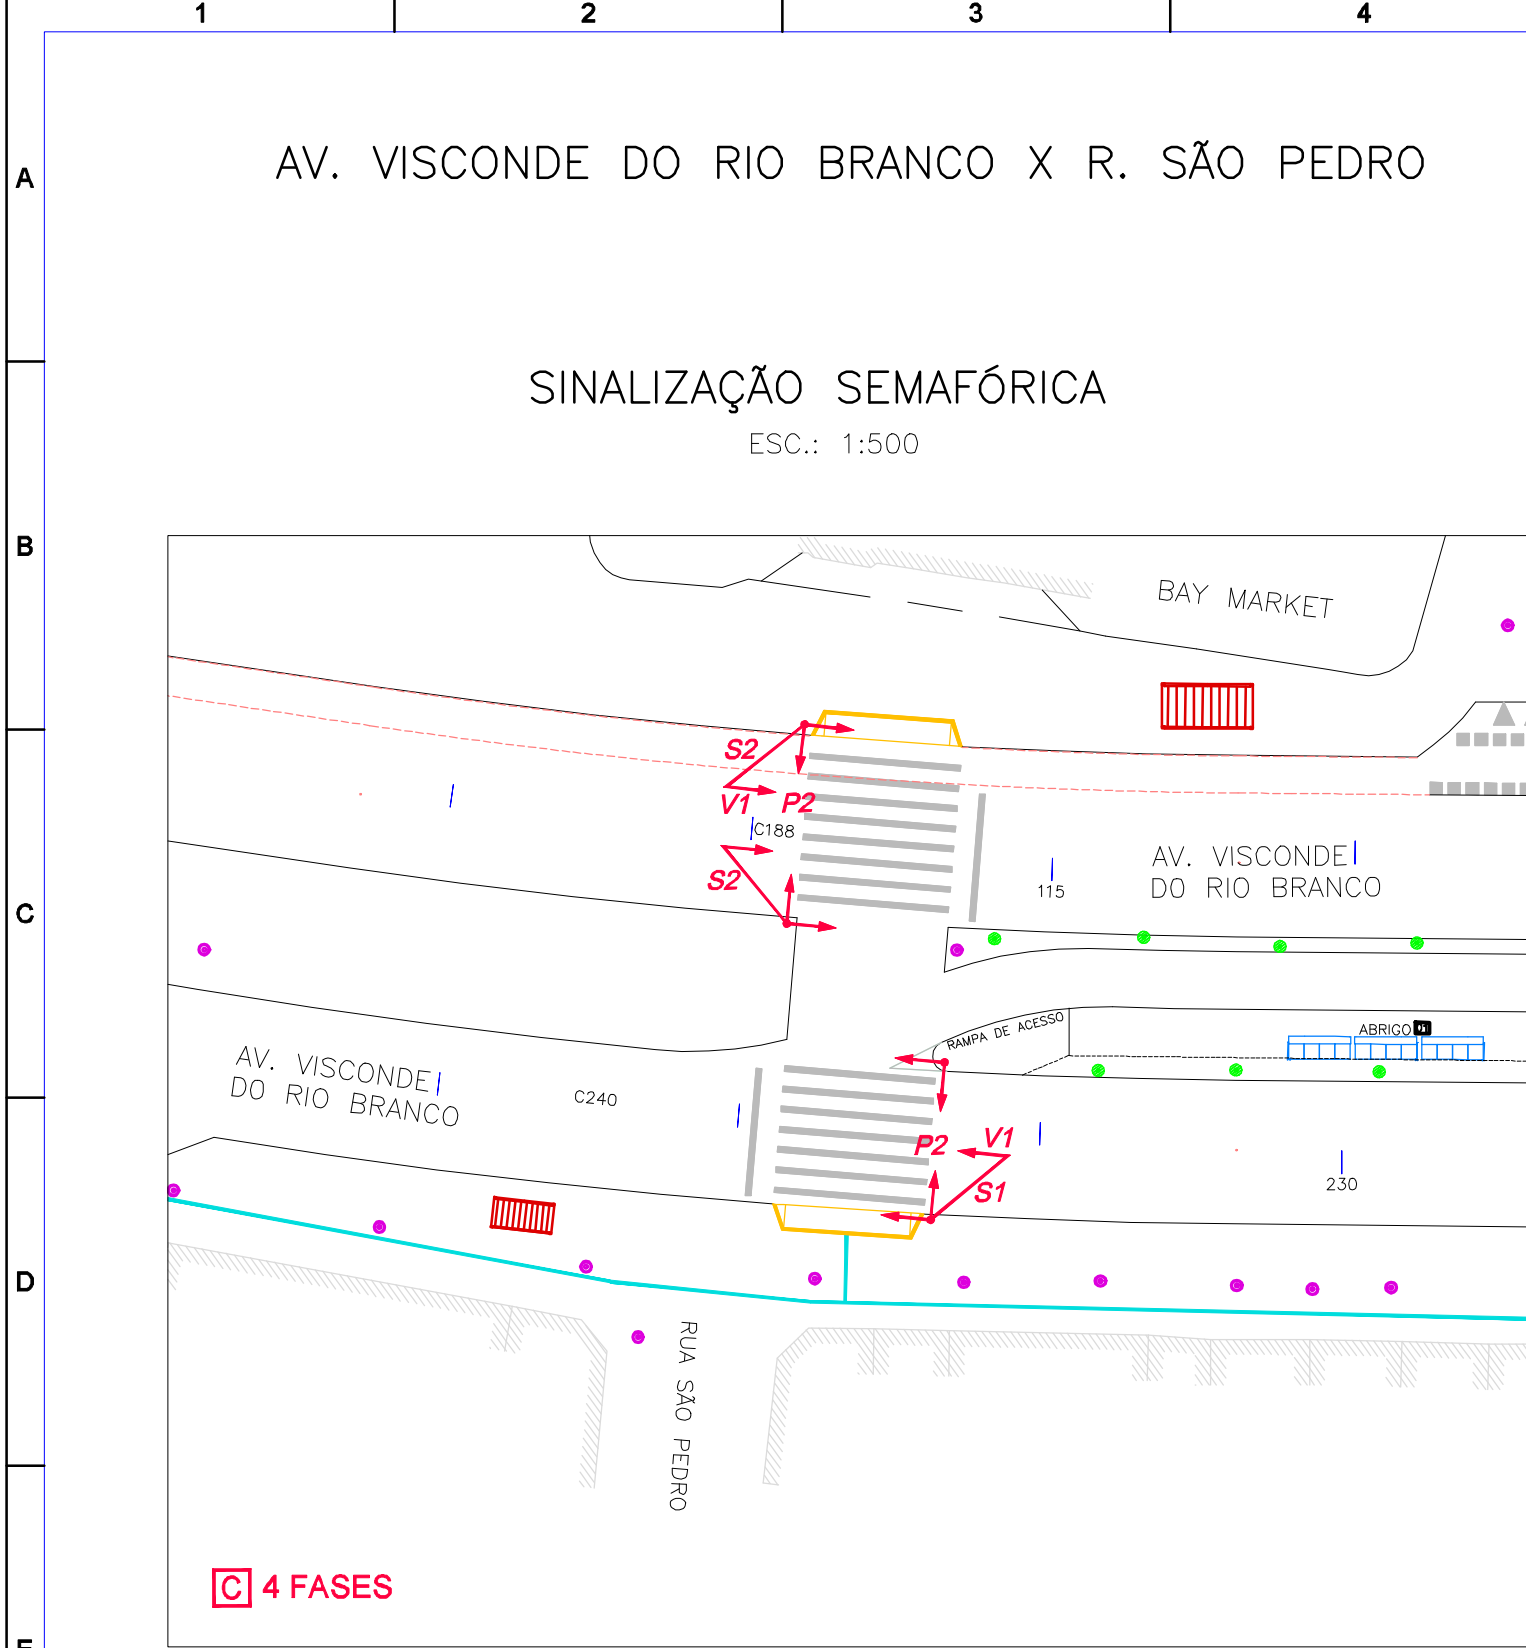 1 2 3 4
A
AV. VISCONDE DO RIO BRANCO X R. SÃO PEDRO
SINALIZAÇÃO SEMAFÓRICA
ESC.: 1:500
B
BAY MARKET
S2
V1 P2
C188
AV. VISCONDE
DO RIO BRANCO
S2
115
C
RAMPA DE ACESSO
ABRIGO 01
AV. VISCONDE
DO RIO BRANCO
C240
P2 V1
S1
230
D
RUA SÃO PEDRO
C 4 FASES